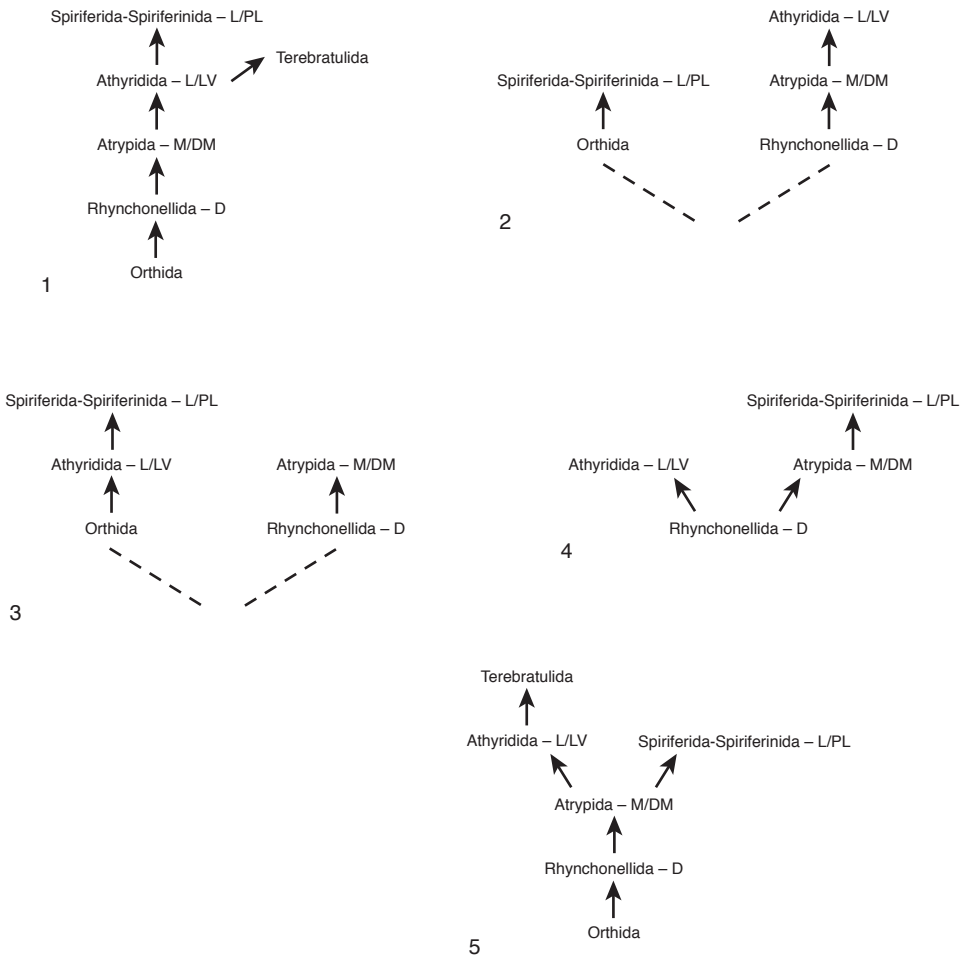 Spiriferida-Spiriferinida – L/PL
Terebratulida
Athyridida – L/LV
Atrypida – M/DM
Rhynchonellida – D
Orthida
1
Athyridida – L/LV
Spiriferida-Spiriferinida – L/PL
Atrypida – M/DM
Orthida
Rhynchonellida – D
2
Spiriferida-Spiriferinida – L/PL
Athyridida – L/LV
Atrypida – M/DM
Orthida
Rhynchonellida – D
3
Spiriferida-Spiriferinida – L/PL
Athyridida – L/LV
Atrypida – M/DM
Rhynchonellida – D
4
Terebratulida
Athyridida – L/LV
Spiriferida-Spiriferinida – L/PL
Atrypida – M/DM
Rhynchonellida – D
Orthida
5